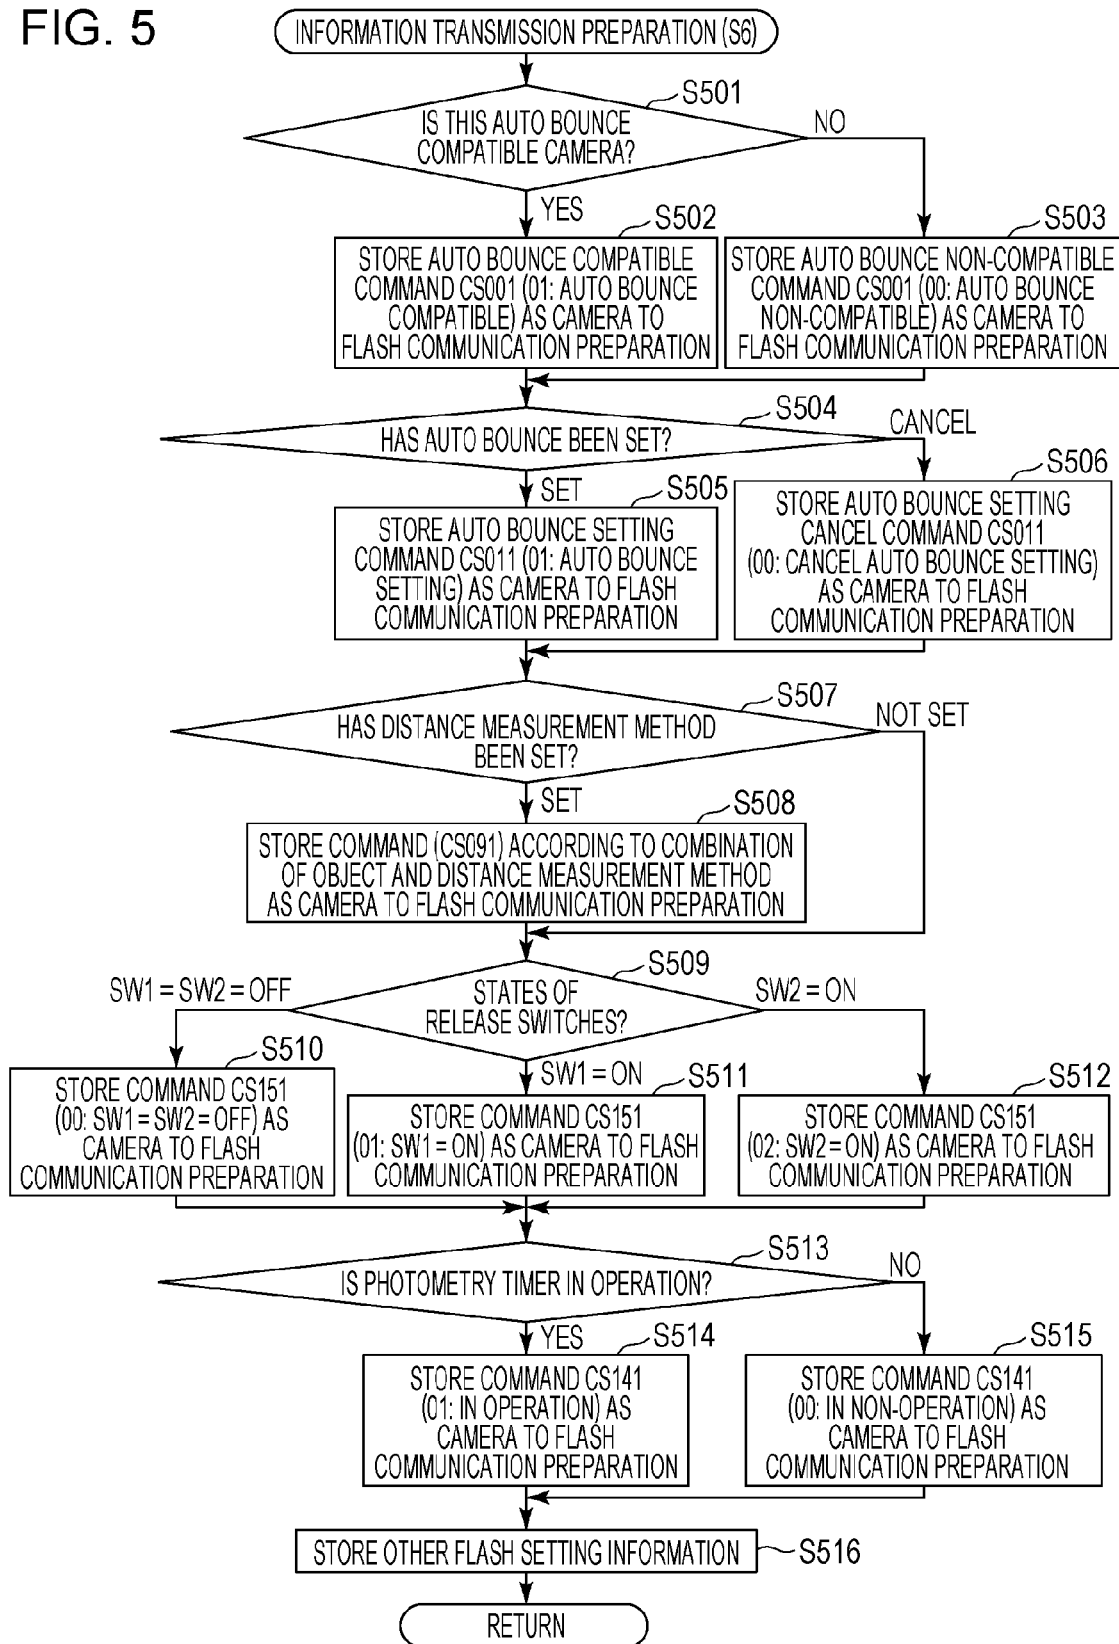 FIG. 5
INFORMATION TRANSMISSION PREPARATION (S6)
S501
IS THIS AUTO BOUNCE
COMPATIBLE CAMERA?
NO
YES
S502
STORE AUTO BOUNCE COMPATIBLE
COMMAND CS001 (01: AUTO BOUNCE
COMPATIBLE) AS CAMERA TO
FLASH COMMUNICATION PREPARATION
S503
STORE AUTO BOUNCE NON-COMPATIBLE
COMMAND CS001 (00: AUTO BOUNCE
NON-COMPATIBLE) AS CAMERA TO
FLASH COMMUNICATION PREPARATION
S504
HAS AUTO BOUNCE BEEN SET?
CANCEL
SET
S505
STORE AUTO BOUNCE SETTING
COMMAND CS011 (01: AUTO BOUNCE
SETTING) AS CAMERA TO FLASH
COMMUNICATION PREPARATION
S506
STORE AUTO BOUNCE SETTING
CANCEL COMMAND CS011
(00: CANCEL AUTO BOUNCE SETTING)
AS CAMERA TO FLASH
COMMUNICATION PREPARATION
S507
HAS DISTANCE MEASUREMENT METHOD
BEEN SET?
NOT SET
SET
S508
STORE COMMAND (CS091) ACCORDING TO COMBINATION
OF OBJECT AND DISTANCE MEASUREMENT METHOD
AS CAMERA TO FLASH COMMUNICATION PREPARATION
S509
STATES OF
RELEASE SWITCHES?
SW1 = SW2 = OFF
SW2 = ON
SW1 = ON
S510
STORE COMMAND CS151
(00: SW1 = SW2 = OFF) AS
CAMERA TO FLASH
COMMUNICATION PREPARATION
S511
STORE COMMAND CS151
(01: SW1 = ON) AS CAMERA TO FLASH
COMMUNICATION PREPARATION
S512
STORE COMMAND CS151
(02: SW2 = ON) AS CAMERA TO FLASH
COMMUNICATION PREPARATION
S513
IS PHOTOMETRY TIMER IN OPERATION?
NO
YES
S514
STORE COMMAND CS141
(01: IN OPERATION) AS
CAMERA TO FLASH
COMMUNICATION PREPARATION
S515
STORE COMMAND CS141
(00: IN NON-OPERATION) AS
CAMERA TO FLASH
COMMUNICATION PREPARATION
STORE OTHER FLASH SETTING INFORMATION
S516
RETURN